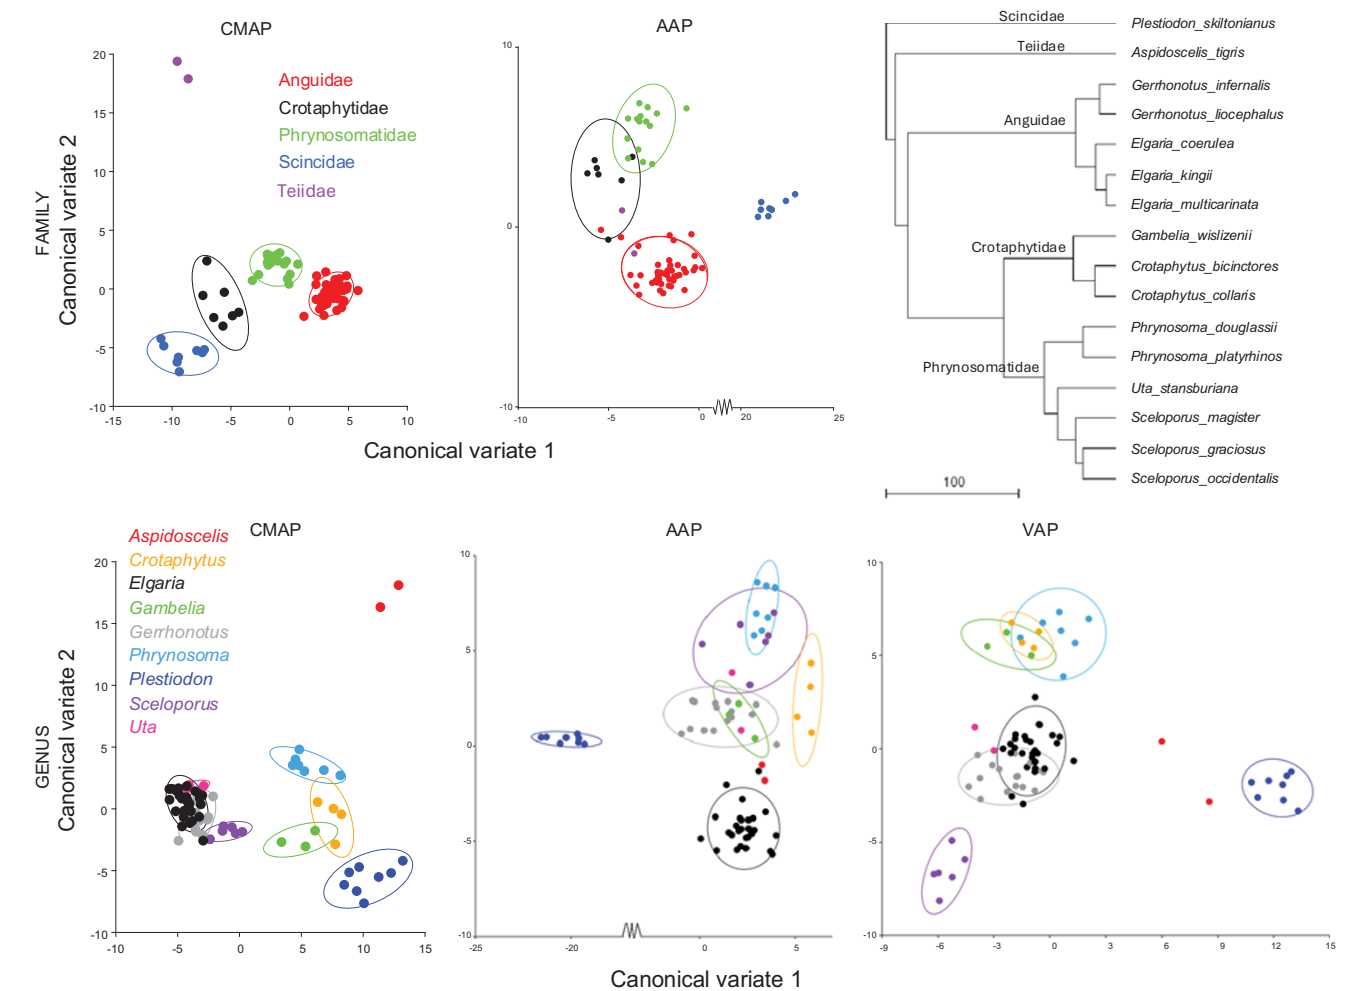 CMAP
AAP
FAMILY
Canonical variate 2
20
15
10
5
0
-5
-10
-15
-10
-5
0
5
10
Anguidae
Crotaphytidae
Phrynosomatidae
Scincidae
Teiidae
10
0
-10
-10
-5
0
20
25
Canonical variate 1
Scincidae
Plestiodon_skiltonianus
Teiidae
Aspidoscelis_tigris
Gerrhonotus_infernalis
Anguidae
Gerrhonotus_liocephalus
Elgaria_coerulea
Elgaria_kingii
Elgaria_multicarinata
Gambelia_wislizenii
Crotaphytidae
Crotaphytus_bicinctores
Crotaphytus_collaris
Phrynosoma_douglassii
Phrynosoma_platyrhinos
Phrynosomatidae
Uta_stansburiana
Sceloporus_magister
Sceloporus_graciosus
Sceloporus_occidentalis
100
CMAP
AAP
VAP
GENUS
Canonical variate 2
Aspidoscelis
Crotaphytus
Elgaria
Gambelia
Gerrhonotus
Phrynosoma
Plestiodon
Sceloporus
Uta
20
15
10
5
0
-5
-10
-10
-5
0
5
10
15
10
5
0
-5
-10
-25
-20
0
5
10
5
0
-5
-10
-9
-6
-3
0
3
6
9
12
15
Canonical variate 1